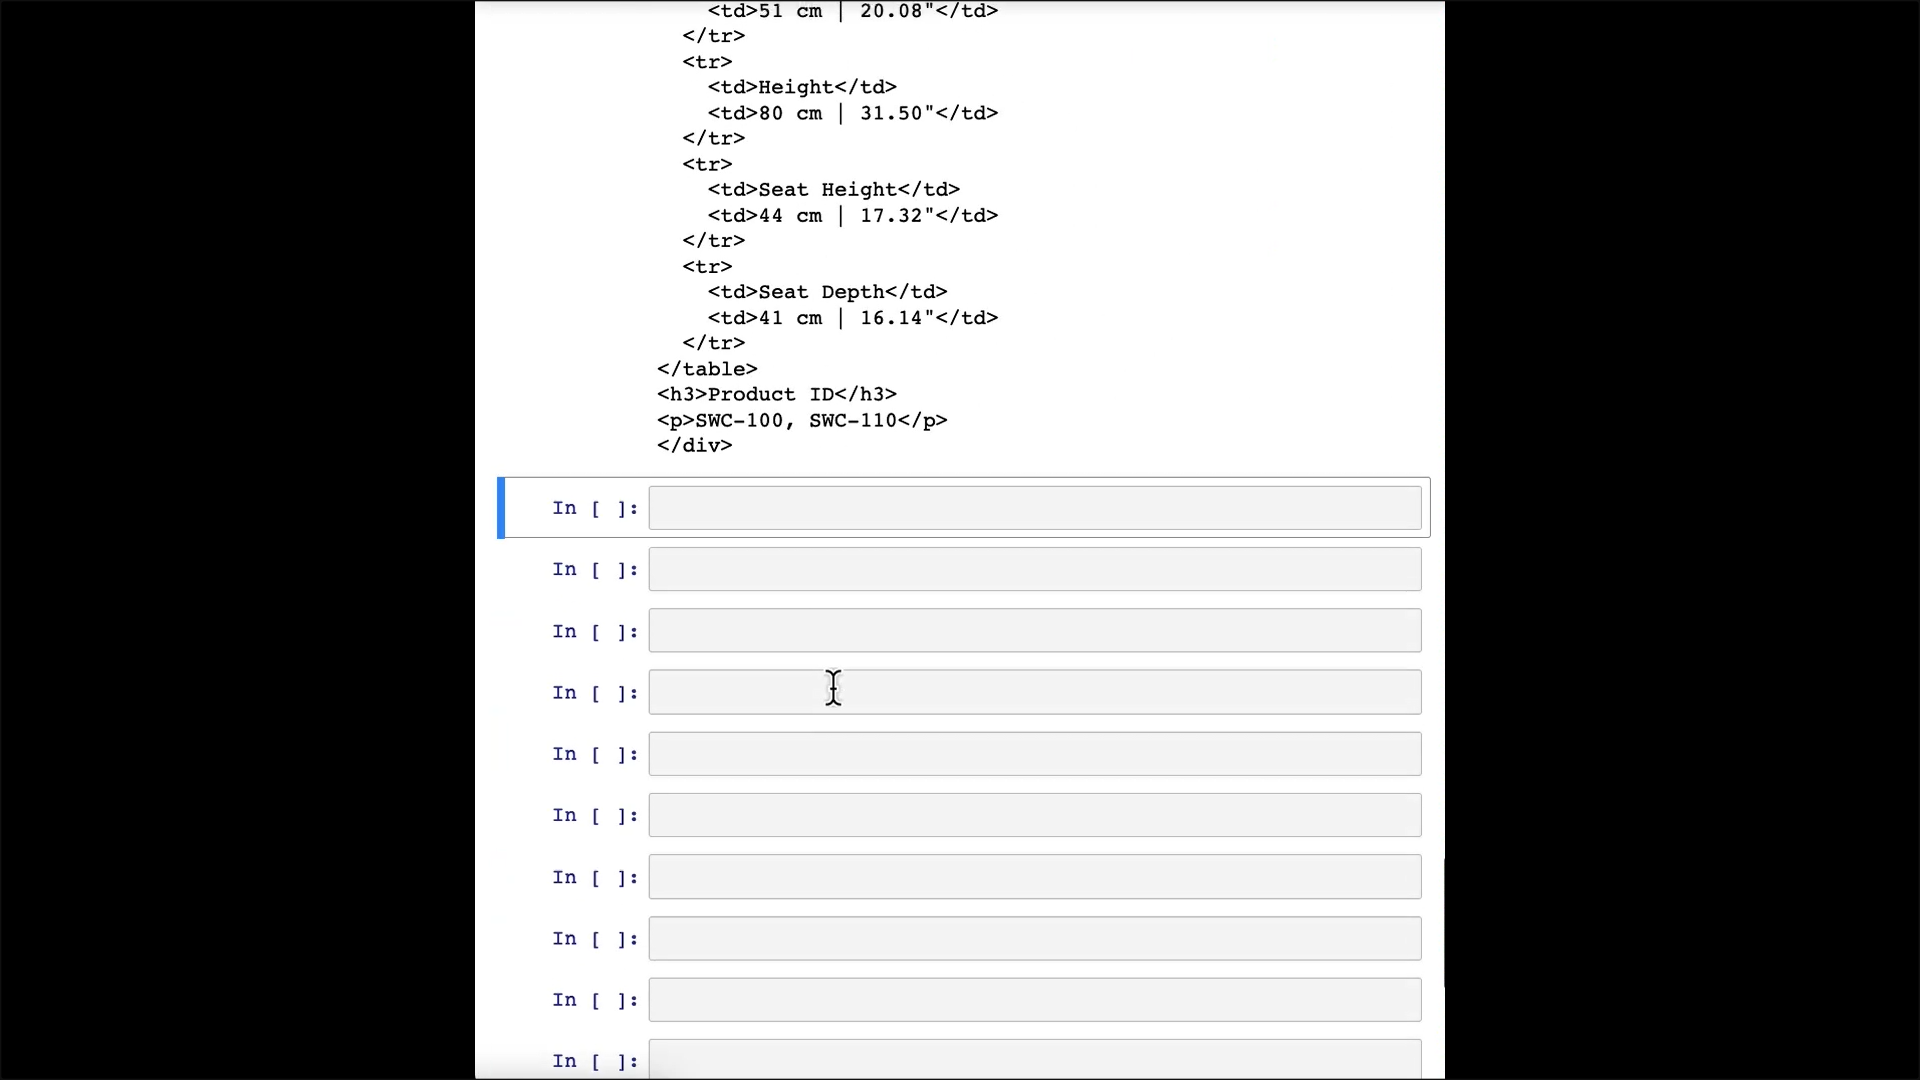 <td>51 cm | 20.08"</td>
</tr>
<tr>
<td>Height</td>
<td>80 cm | 31.50"</td>
</tr>
<tr>
<td>Seat Height</td>
<td>44 cm | 17.32"</td>
</tr>
<tr>
<td>Seat Depth</td>
<td>41 cm | 16.14"</td>
</tr>
</table>
<h3>Product ID</h3>
<p>SWC-100, SWC-110</p>
</div>
In [ ]:
In [ ]:
In [ ]:
In [ ]:
In [ ]:
In [ ]:
In [ ]:
In [ ]:
In [ ]:
In [ ]: